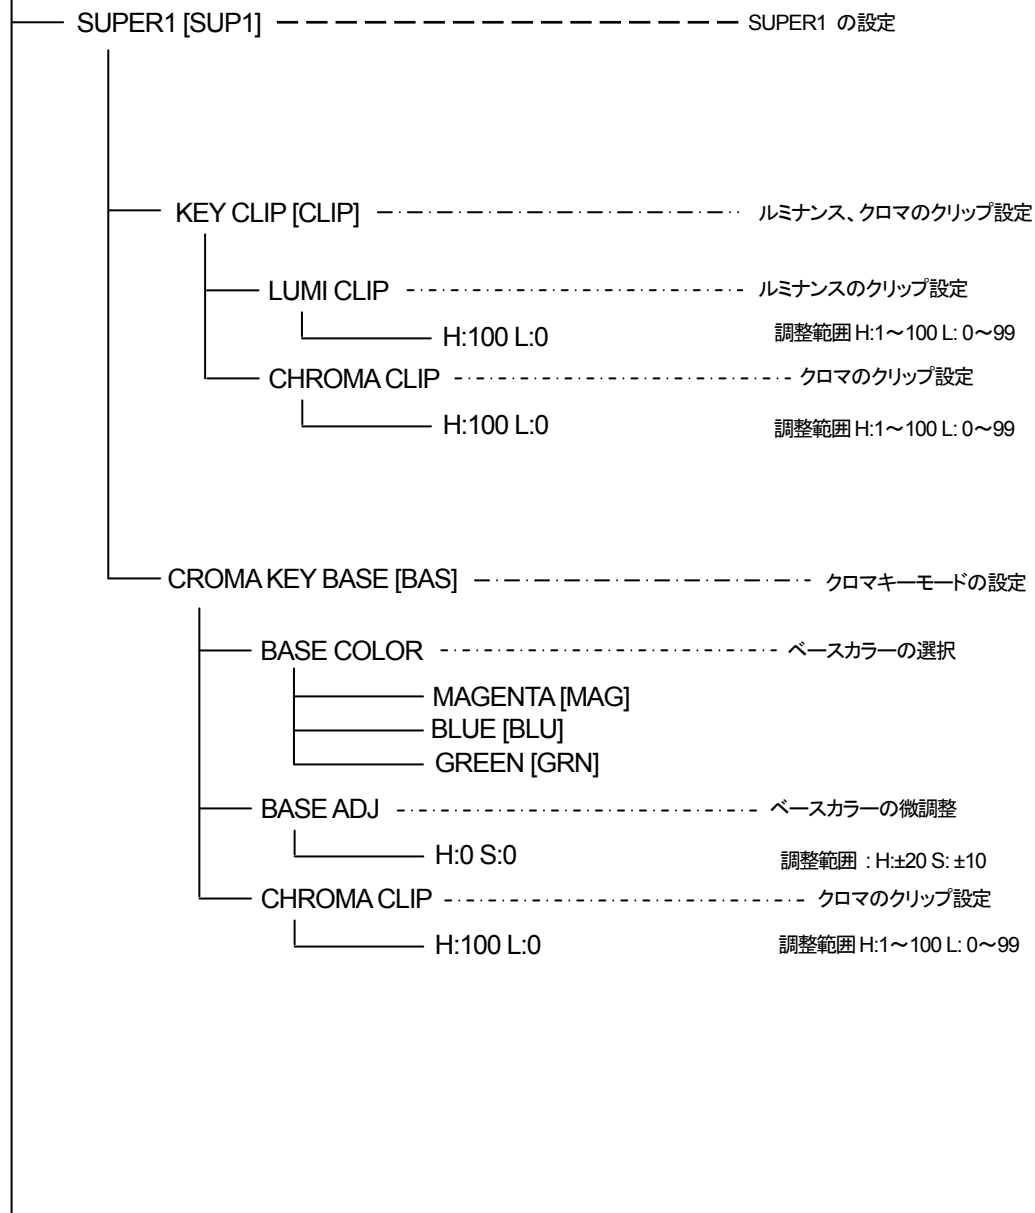 SUPER1 [SUP1] SUPER1 の設定
KEY CLIP [CLIP] ルミナンス、クロマのクリップ設定
LUMI CLIP ルミナンスのクリップ設定
H:100 L:0 調整範囲 H:1～100 L: 0～99
CHROMA CLIP クロマのクリップ設定
H:100 L:0 調整範囲 H:1～100 L: 0～99
CROMA KEY BASE [BAS] クロマキーモードの設定
BASE COLOR ベースカラーの選択
MAGENTA [MAG]
BLUE [BLU]
GREEN [GRN]
BASE ADJ ベースカラーの微調整
H:0 S:0 調整範囲 : H:±20 S: ±10
CHROMA CLIP クロマのクリップ設定
H:100 L:0 調整範囲 H:1～100 L: 0～99